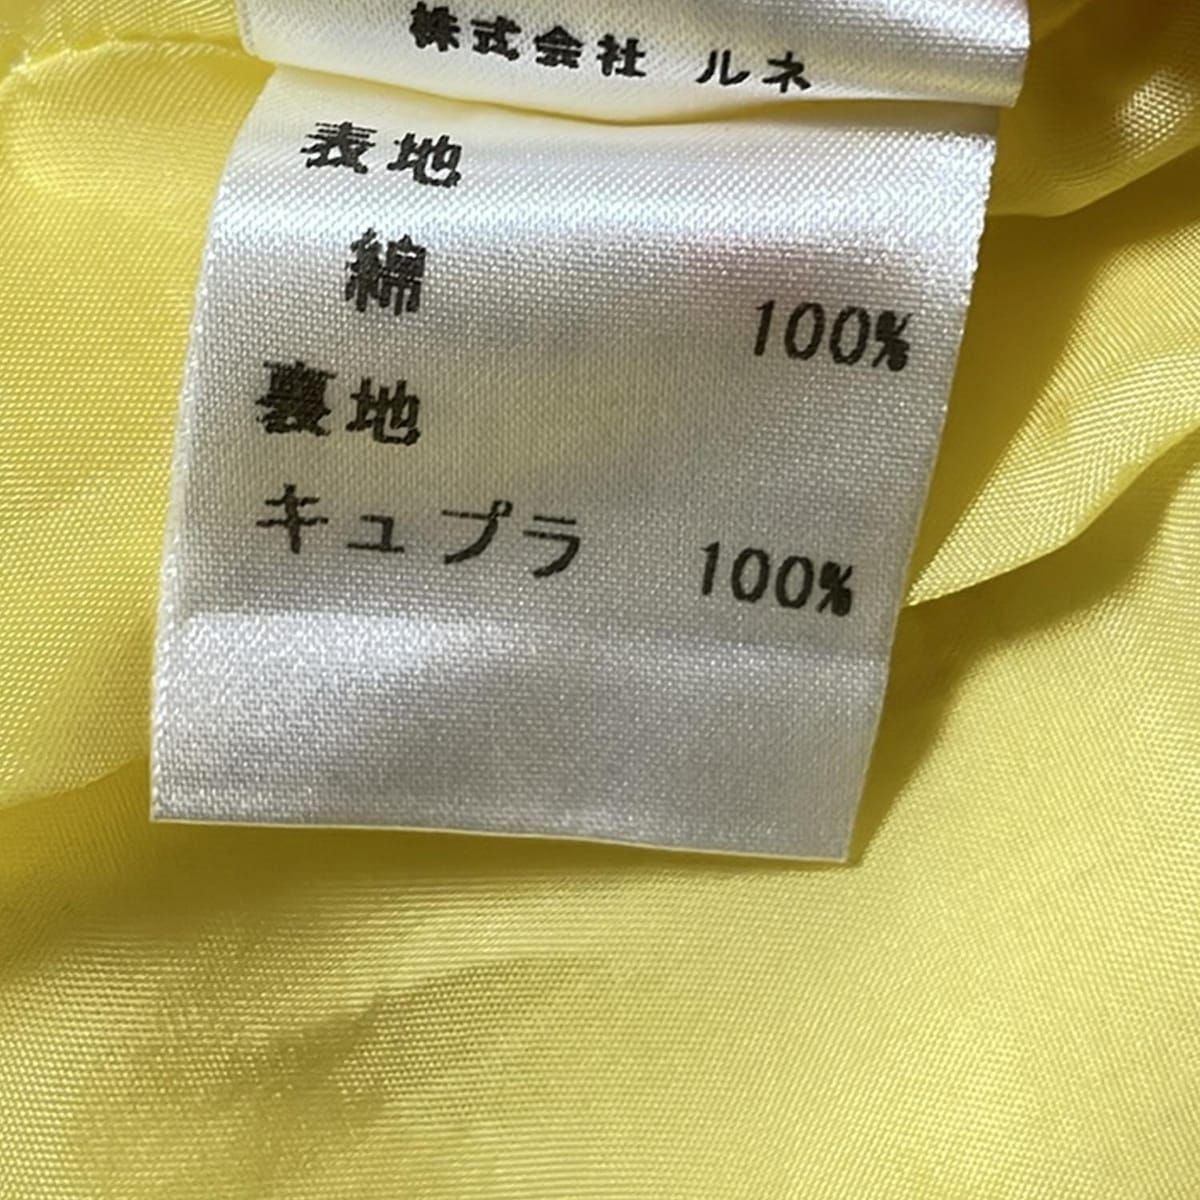 株式会社 ルネ
表地
綿 100%
裏地
キュプラ 100%